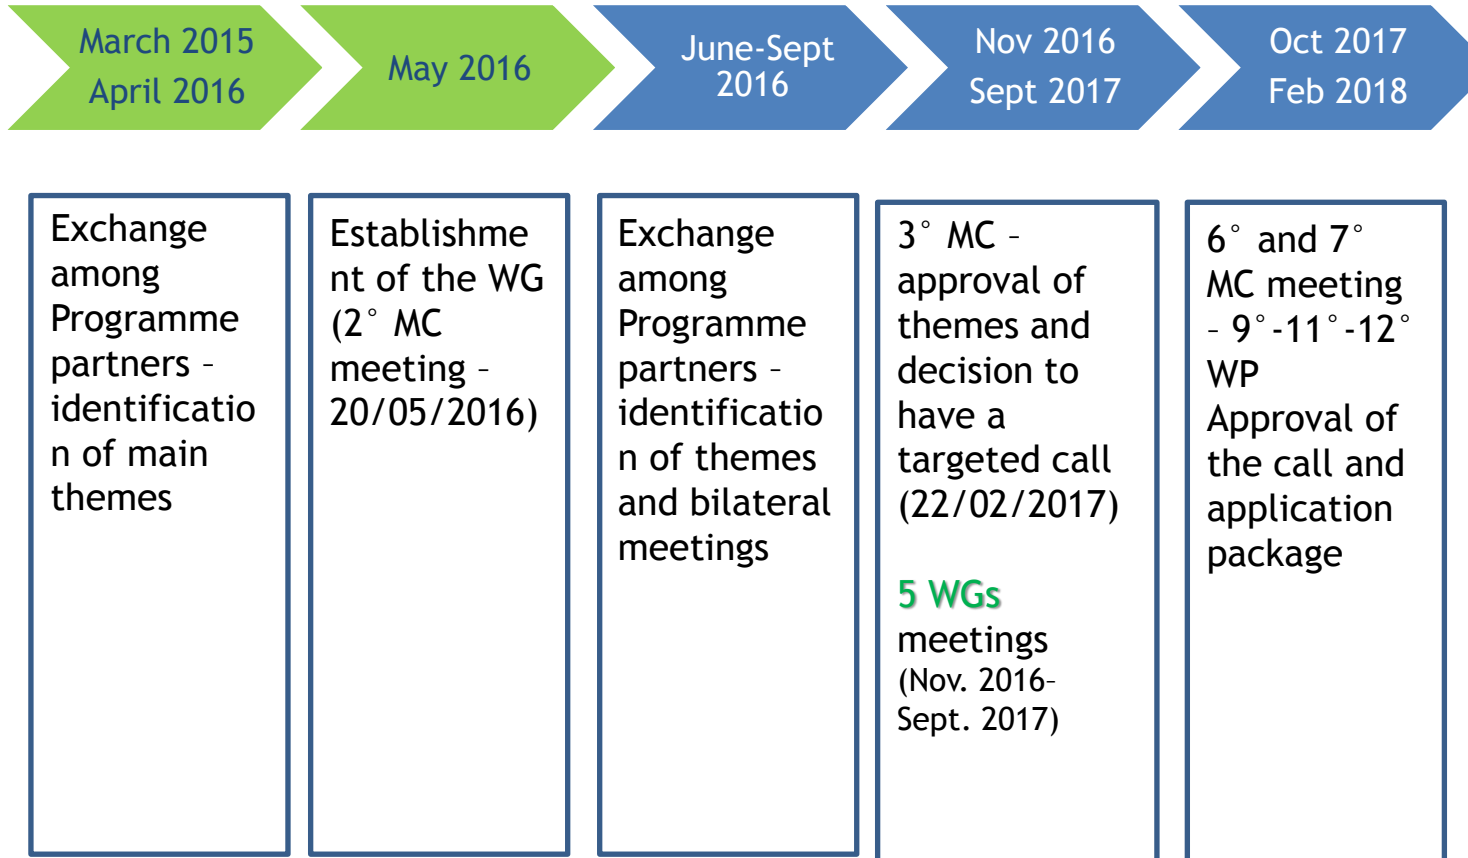 March 2015
April 2016
May 2016
June-Sept
2016
Nov 2016
Sept 2017
Oct 2017
Feb 2018
Exchange
among
Programme
partners –
identificatio
n of main
themes
Establishme
nt of the WG
(2° MC
meeting –
20/05/2016)
Exchange
among
Programme
partners –
identificatio
n of themes
and bilateral
meetings
3° MC –
approval of
themes and
decision to
have a
targeted call
(22/02/2017)
5 WGs
meetings
(Nov. 2016–
Sept. 2017)
6° and 7°
MC meeting
– 9°-11°-12°
WP
Approval of
the call and
application
package